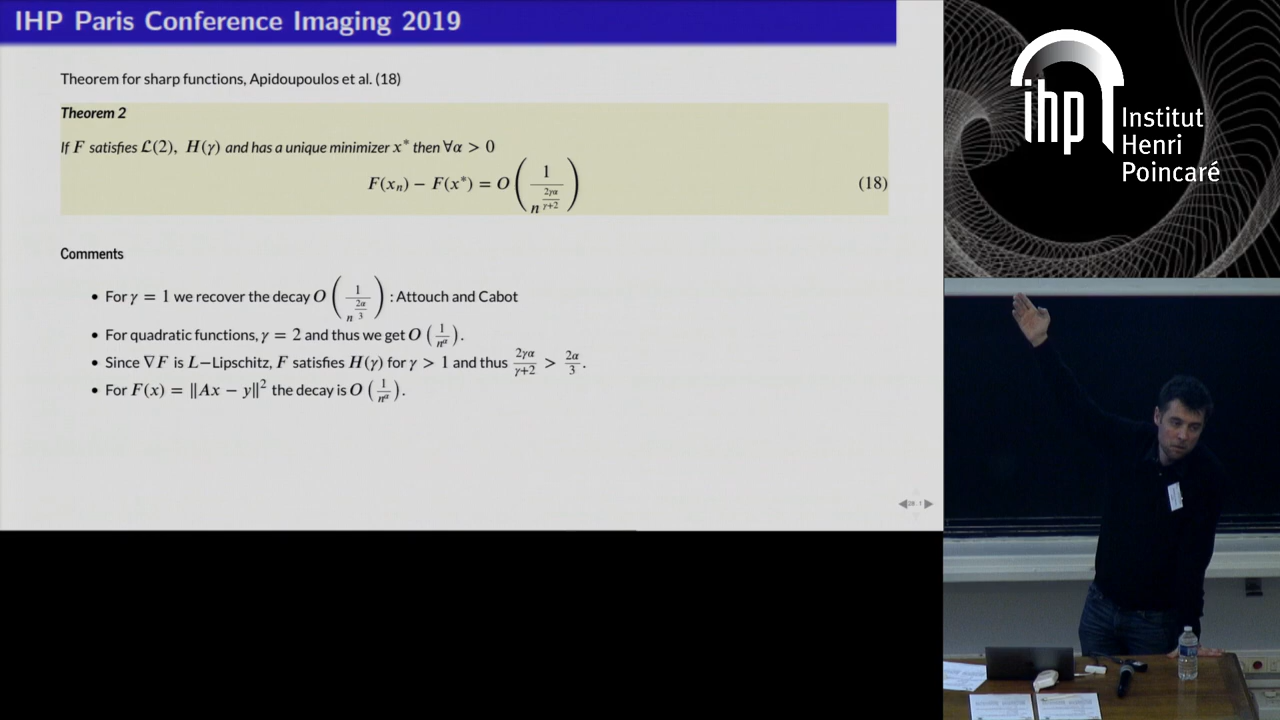 IHP Paris Conference Imaging 2019
Theorem for sharp functions, Apidoupoulos et al. (18)
Theorem 2
If F satisfies ℒ(2), H(γ) and has a unique minimizer x* then ∀α > 0
F(xₙ) − F(x*) = O(1 / n^(2γα/(γ+2))) (18)
Comments
• For γ = 1 we recover the decay O(1 / n^(2α/3)) : Attouch and Cabot
• For quadratic functions, γ = 2 and thus we get O(1/n^α).
• Since ∇F is L−Lipschitz, F satisfies H(γ) for γ > 1 and thus 2γα/(γ+2) > 2α/3.
• For F(x) = ‖Ax − y‖² the decay is O(1/n^α).
ihp
Institut
Henri
Poincaré